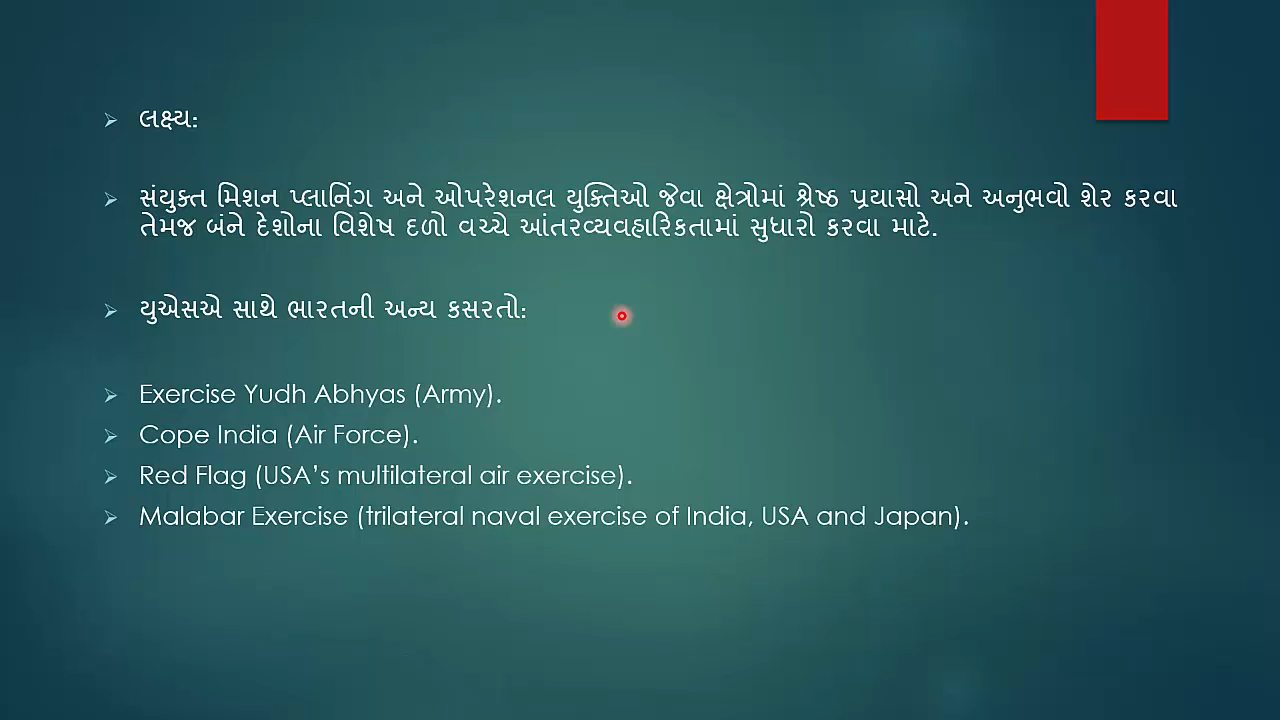 લક્ષ્ય:
સંયુક્ત મિશન પ્લાનિંગ અને ઓપરેશનલ યુક્તિઓ જેવા ક્ષેત્રોમાં શ્રેષ્ઠ પ્રયાસો અને અનુભવો શેર કરવા
તેમજ બંને દેશોના વિશેષ દળો વચ્ચે આંતરવ્યવહારિકતામાં સુધારો કરવા માટે.
યુએસએ સાથે ભારતની અન્ય કસરતો:
Exercise Yudh Abhyas (Army).
Cope India (Air Force).
Red Flag (USA’s multilateral air exercise).
Malabar Exercise (trilateral naval exercise of India, USA and Japan).